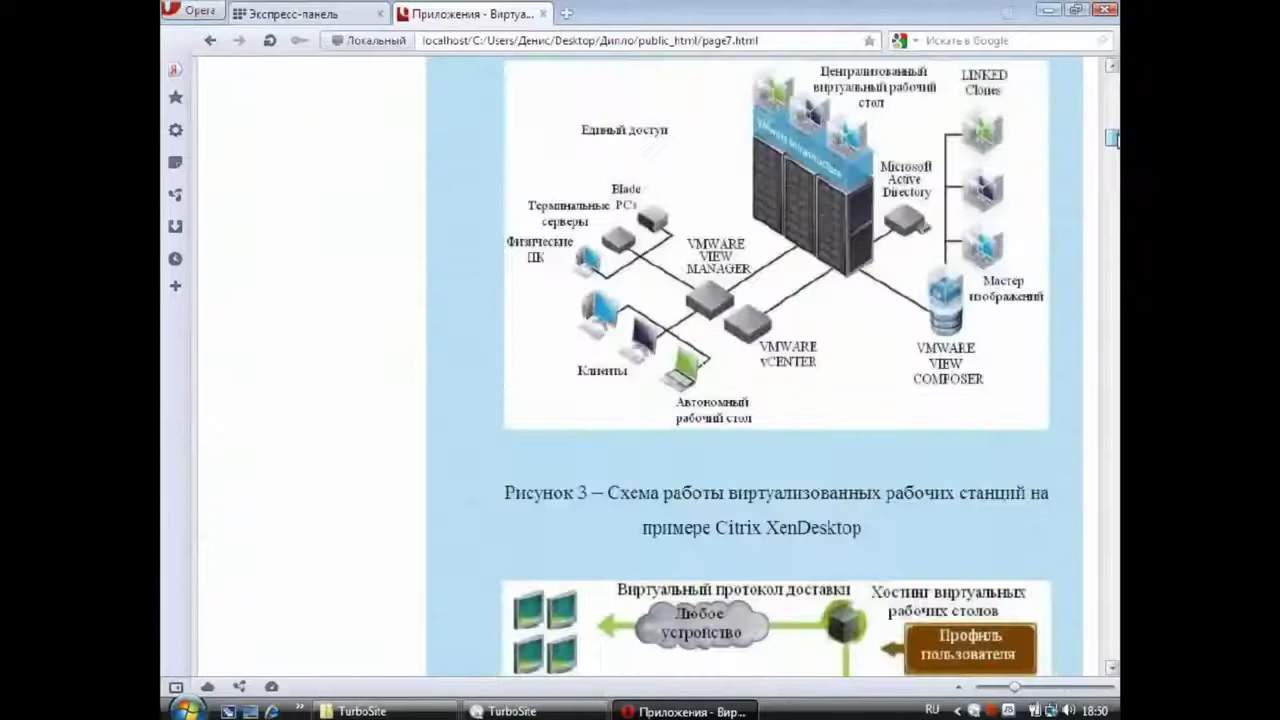 Opera
Экспресс-панель
Приложения - Виртуа...
Локальный
localhost/C:/Users/Денис/Desktop/Дипло/public_html/page7.html
Искать в Google
Централизованный
виртуальный рабочий
стол
LINKED
Clones
Единый доступ
VMware Infrastructure
Microsoft
Active
Directory
Blade
PCs
Терминальные
серверы
Физические
ПК
VMWARE
VIEW
MANAGER
Мастер
изображений
VMWARE
vCENTER
VMWARE
VIEW
COMPOSER
Клиенты
Автономный
рабочий стол
Рисунок 3 – Схема работы виртуализованных рабочих станций на
примере Citrix XenDesktop
Виртуальный протокол доставки
Хостинг виртуальных
рабочих столов
Любое
устройство
Профиль
пользователя
TurboSite
TurboSite
Приложения - Вир...
RU
18:50